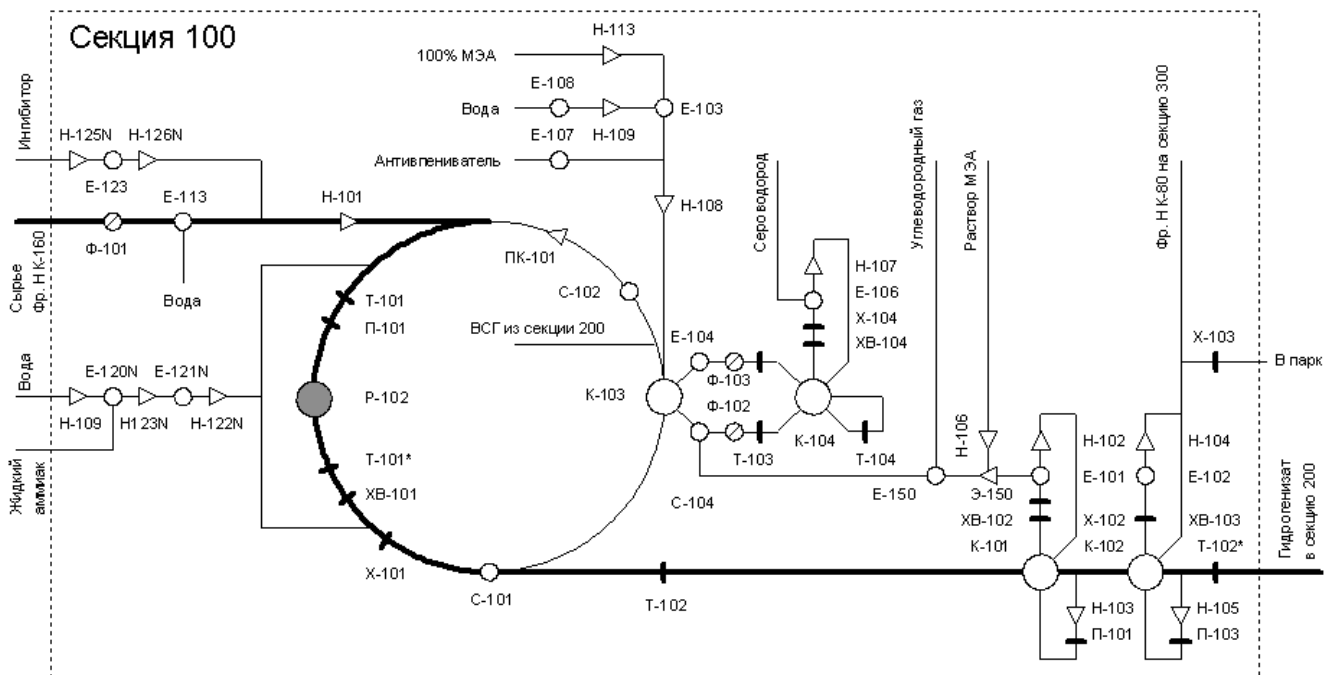 Секция 100
Н-113
100% МЭА
Е-108
Вода
Е-103
Е-107
Н-109
Антивпениватель
Ингибитор
Н-125N
Н-126N
Е-123
Е-113
Н-101
Н-108
Сырье
Фр. Н К-160
Ф-101
Вода
ПК-101
С-102
ВСГ из секции 200
Т-101
П-101
Р-102
Т-101*
ХВ-101
Х-101
С-101
Вода
Е-120N
Е-121N
Н-109
Н123N
Н-122N
Жидкий
аммиак
К-103
Е-104
Ф-103
Ф-102
Т-103
К-104
Т-104
Сероводород
Н-107
Е-106
Х-104
ХВ-104
Углеводородный газ
Раствор МЭА
Фр. Н К-80 на секцию 300
Х-103
В парк
С-104
Е-150
Н-106
Э-150
ХВ-102
К-101
Н-102
Е-101
Х-102
К-102
Н-104
Е-102
ХВ-103
Т-102*
Гидрогенизат
в секцию 200
Т-102
Н-103
П-101
Н-105
П-103